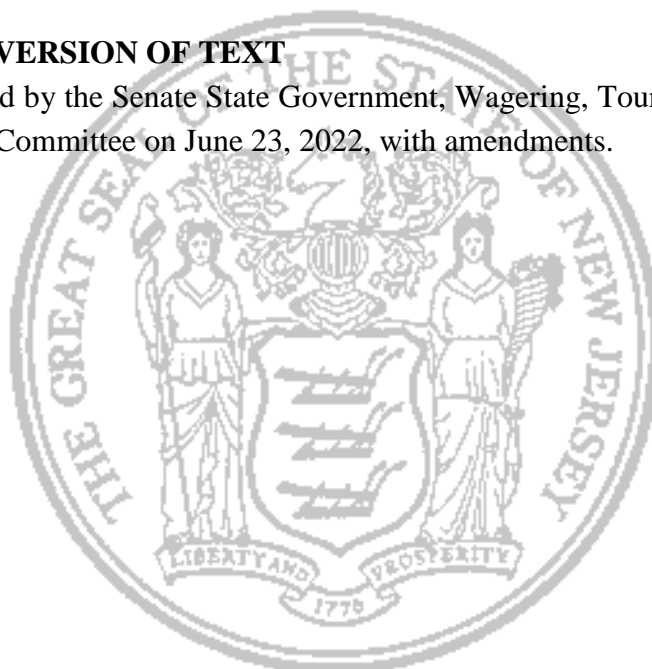 VERSION OF TEXT
d by the Senate State Government, Wagering, Tour
Committee on June 23, 2022, with amendments.
THE GREAT SEAL OF THE STATE OF NEW JERSEY
LIBERTY AND PROSPERITY
1776